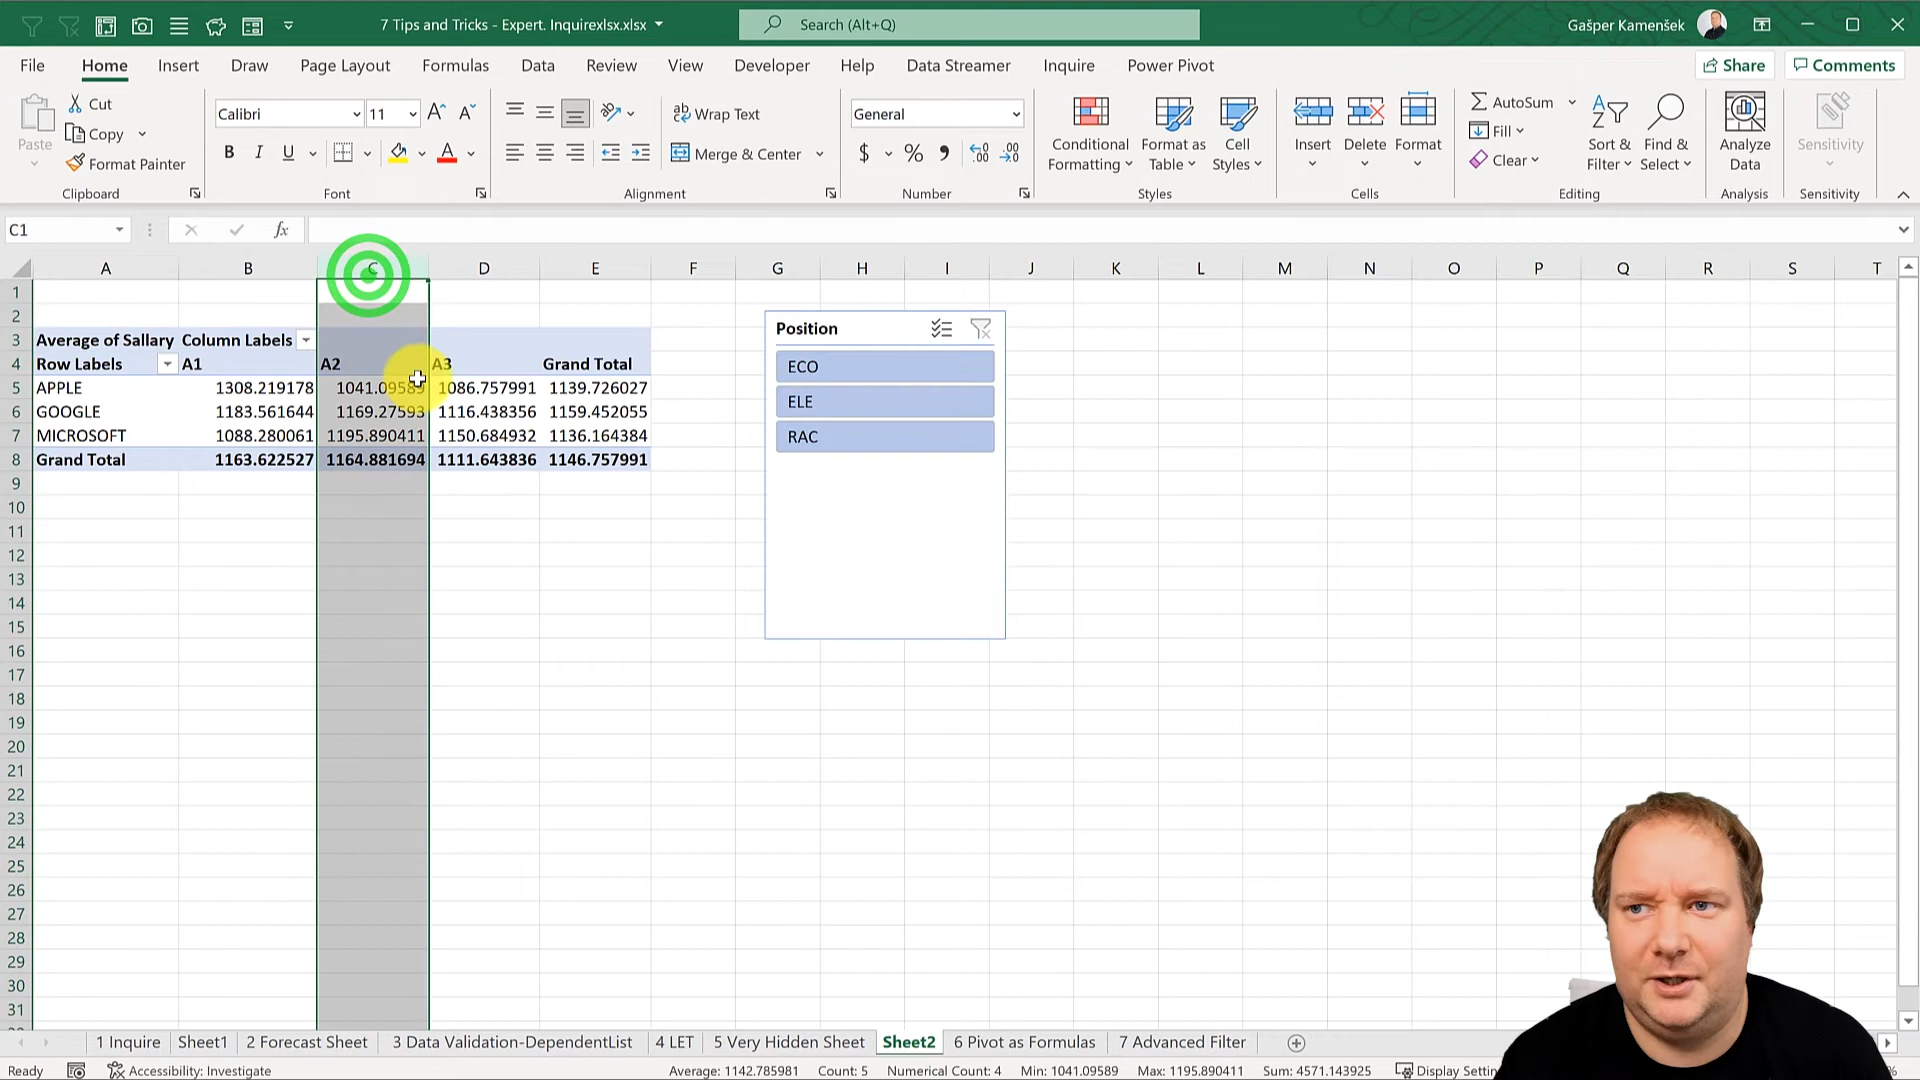 7 Tips and Tricks - Expert. Inquirexlsx.xlsx
Search (Alt+Q)
Gašper Kamenšek
File Home Insert Draw Page Layout Formulas Data Review View Developer Help Data Streamer Inquire Power Pivot Share Comments
Paste
Cut
Copy
Format Painter
Clipboard
Calibri 11
B I U A
Font
Wrap Text
Merge & Center
Alignment
General
$ % 9
Number
Conditional Formatting
Format as Table
Cell Styles
Styles
Insert Delete Format
Cells
AutoSum
Fill
Clear
Sort & Filter
Find & Select
Editing
Analyze Data
Analysis
Sensitivity
Sensitivity
C1 fx
A B C D E F G H I J K L M N O P Q R S T
1
2
3 Average of Sallary Column Labels
4 Row Labels A1 A2 A3 Grand Total
5 APPLE 1308.219178 1041.09589 1086.757991 1139.726027
6 GOOGLE 1183.561644 1169.27593 1116.438356 1159.452055
7 MICROSOFT 1088.280061 1195.890411 1150.684932 1136.164384
8 Grand Total 1163.622527 1164.881694 1111.643836 1146.757991
9
10
11
12
13
14
15
16
17
18
19
20
21
22
23
24
25
26
27
28
29
30
31
Position
ECO
ELE
RAC
1 Inquire Sheet1 2 Forecast Sheet 3 Data Validation-DependentList 4 LET 5 Very Hidden Sheet Sheet2 6 Pivot as Formulas 7 Advanced Filter
Ready Accessibility: Investigate Average: 1142.785981 Count: 5 Numerical Count: 4 Min: 1041.09589 Max: 1195.890411 Sum: 4571.143925 Display